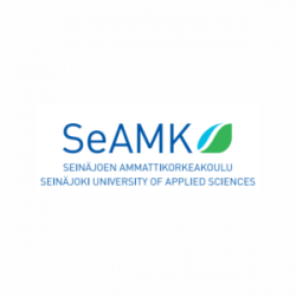 SeAMK
SEINÄJOEN AMMATTIKORKEAKOULU
SEINÄJOKI UNIVERSITY OF APPLIED SCIENCES